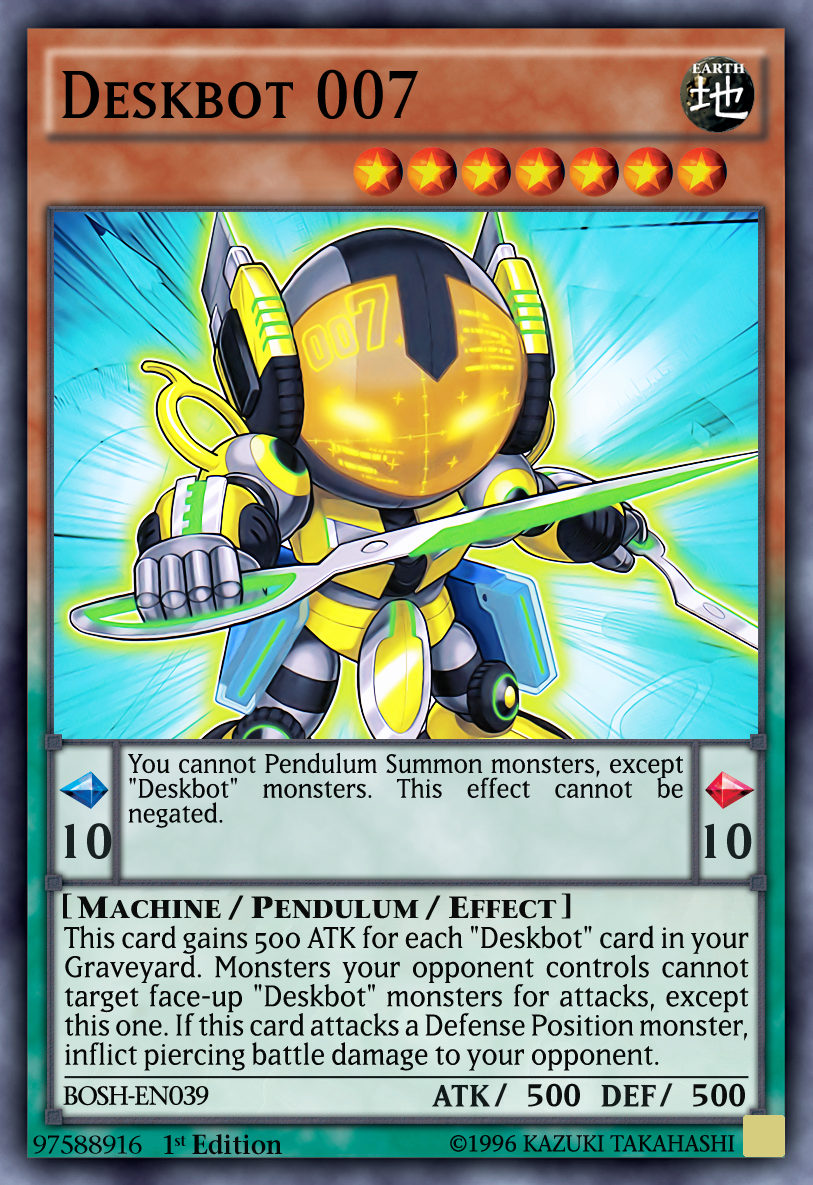 DESKBOT 007
EARTH
地
007
You cannot Pendulum Summon monsters, except
"Deskbot" monsters. This effect cannot be
negated.
10
10
[ MACHINE / PENDULUM / EFFECT ]
This card gains 500 ATK for each "Deskbot" card in your
Graveyard. Monsters your opponent controls cannot
target face-up "Deskbot" monsters for attacks, except
this one. If this card attacks a Defense Position monster,
inflict piercing battle damage to your opponent.
BOSH-EN039
ATK/ 500 DEF/ 500
97588916 1st Edition
©1996 KAZUKI TAKAHASHI